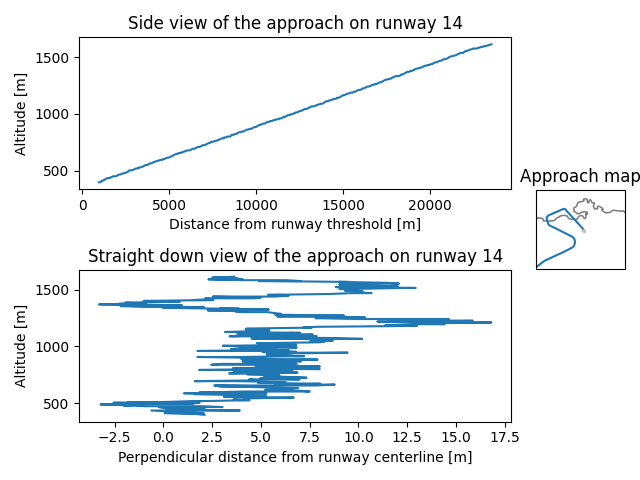 Side view of the approach on runway 14
1500
1000
500
Altitude [m]
0 5000 10000 15000 20000
Distance from runway threshold [m]
Approach map
Straight down view of the approach on runway 14
1500
1000
500
Altitude [m]
−2.5 0.0 2.5 5.0 7.5 10.0 12.5 15.0 17.5
Perpendicular distance from runway centerline [m]